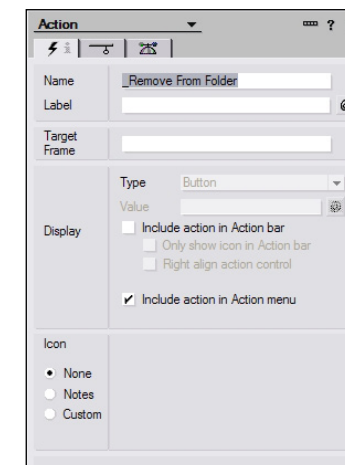 Action ?
i
Name _Remove From Folder
Label @
Target
Frame
Type Button
Value
Display
Include action in Action bar
Only show icon in Action bar
Right align action control
Include action in Action menu
Icon
None
Notes
Custom